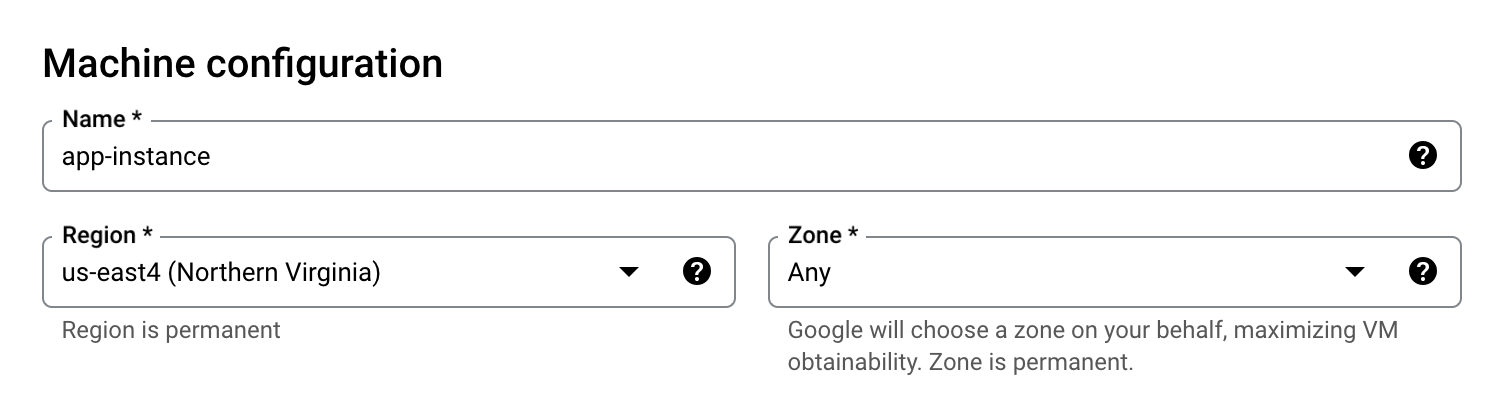 Machine configuration
Name *
app-instance
Region *
us-east4 (Northern Virginia)
Region is permanent
Zone *
Any
Google will choose a zone on your behalf, maximizing VM
obtainability. Zone is permanent.